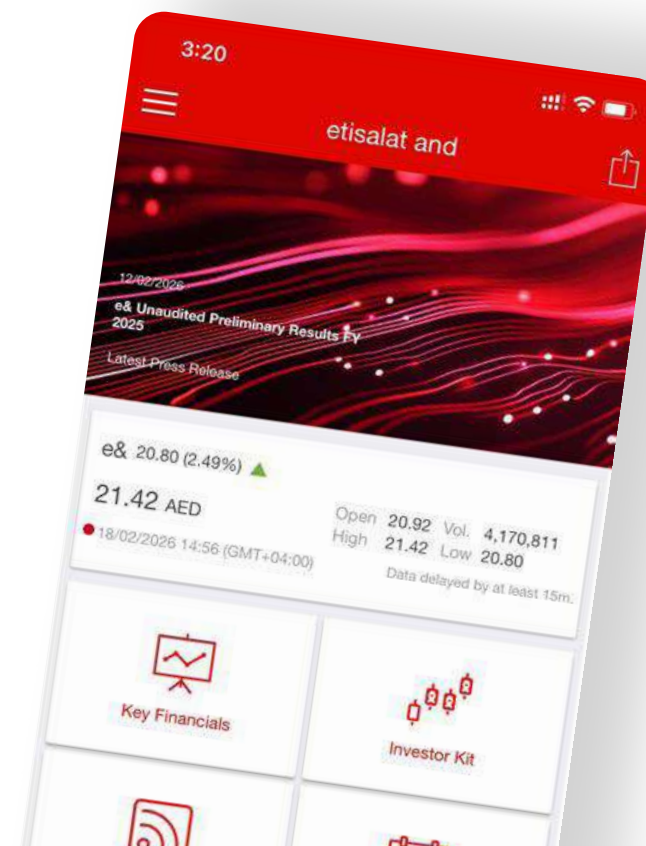 3:20
etisalat and
12/02/2026
e& Unaudited Preliminary Results FY
2025
Latest Press Release
e& 20.80 (2.49%)
21.42 AED
18/02/2026 14:56 (GMT+04:00)
Open 20.92 Vol. 4,170,811
High 21.42 Low 20.80
Data delayed by at least 15m.
Key Financials
Investor Kit